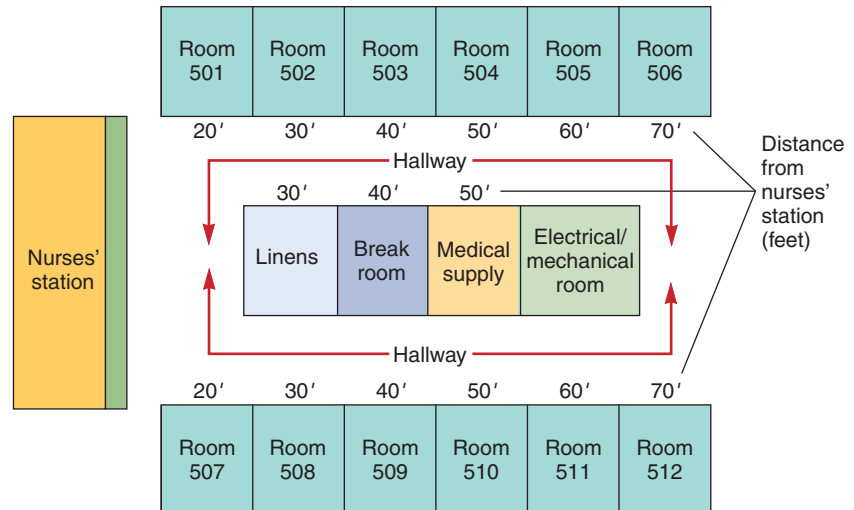 Room 501
Room 502
Room 503
Room 504
Room 505
Room 506
20'
30'
40'
50'
60'
70'
Hallway
Distance
from
nurses'
station
(feet)
30'
40'
50'
Nurses'
station
Linens
Break
room
Medical
supply
Electrical/
mechanical
room
Hallway
20'
30'
40'
50'
60'
70'
Room 507
Room 508
Room 509
Room 510
Room 511
Room 512